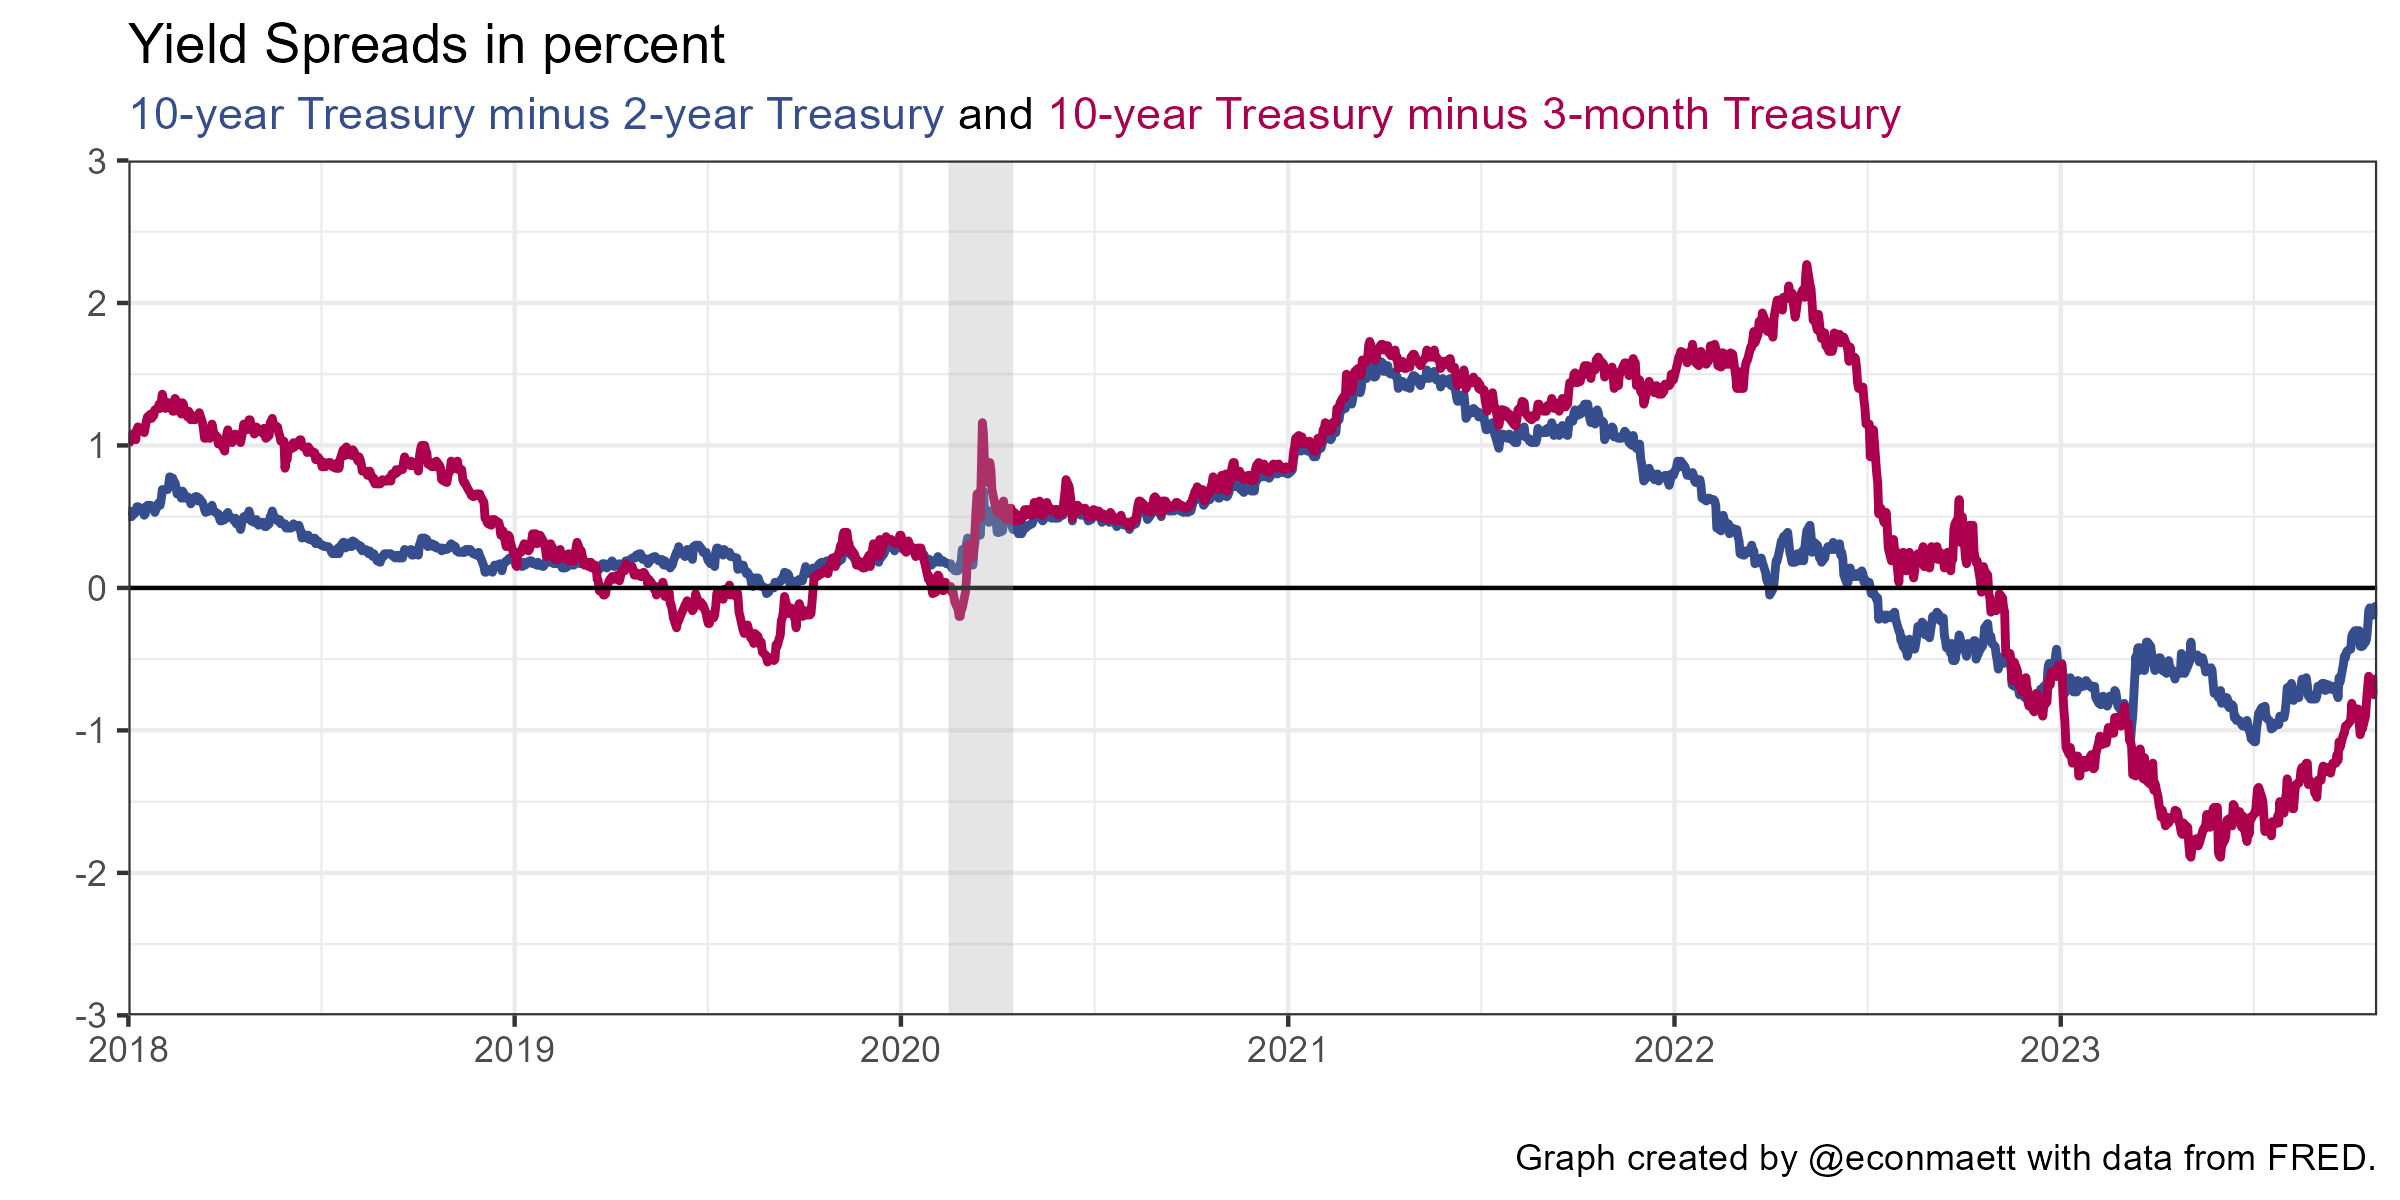 Yield Spreads in percent
10-year Treasury minus 2-year Treasury and 10-year Treasury minus 3-month Treasury
3
2
1
0
-1
-2
-3
2018 2019 2020 2021 2022 2023
Graph created by @econmaett with data from FRED.